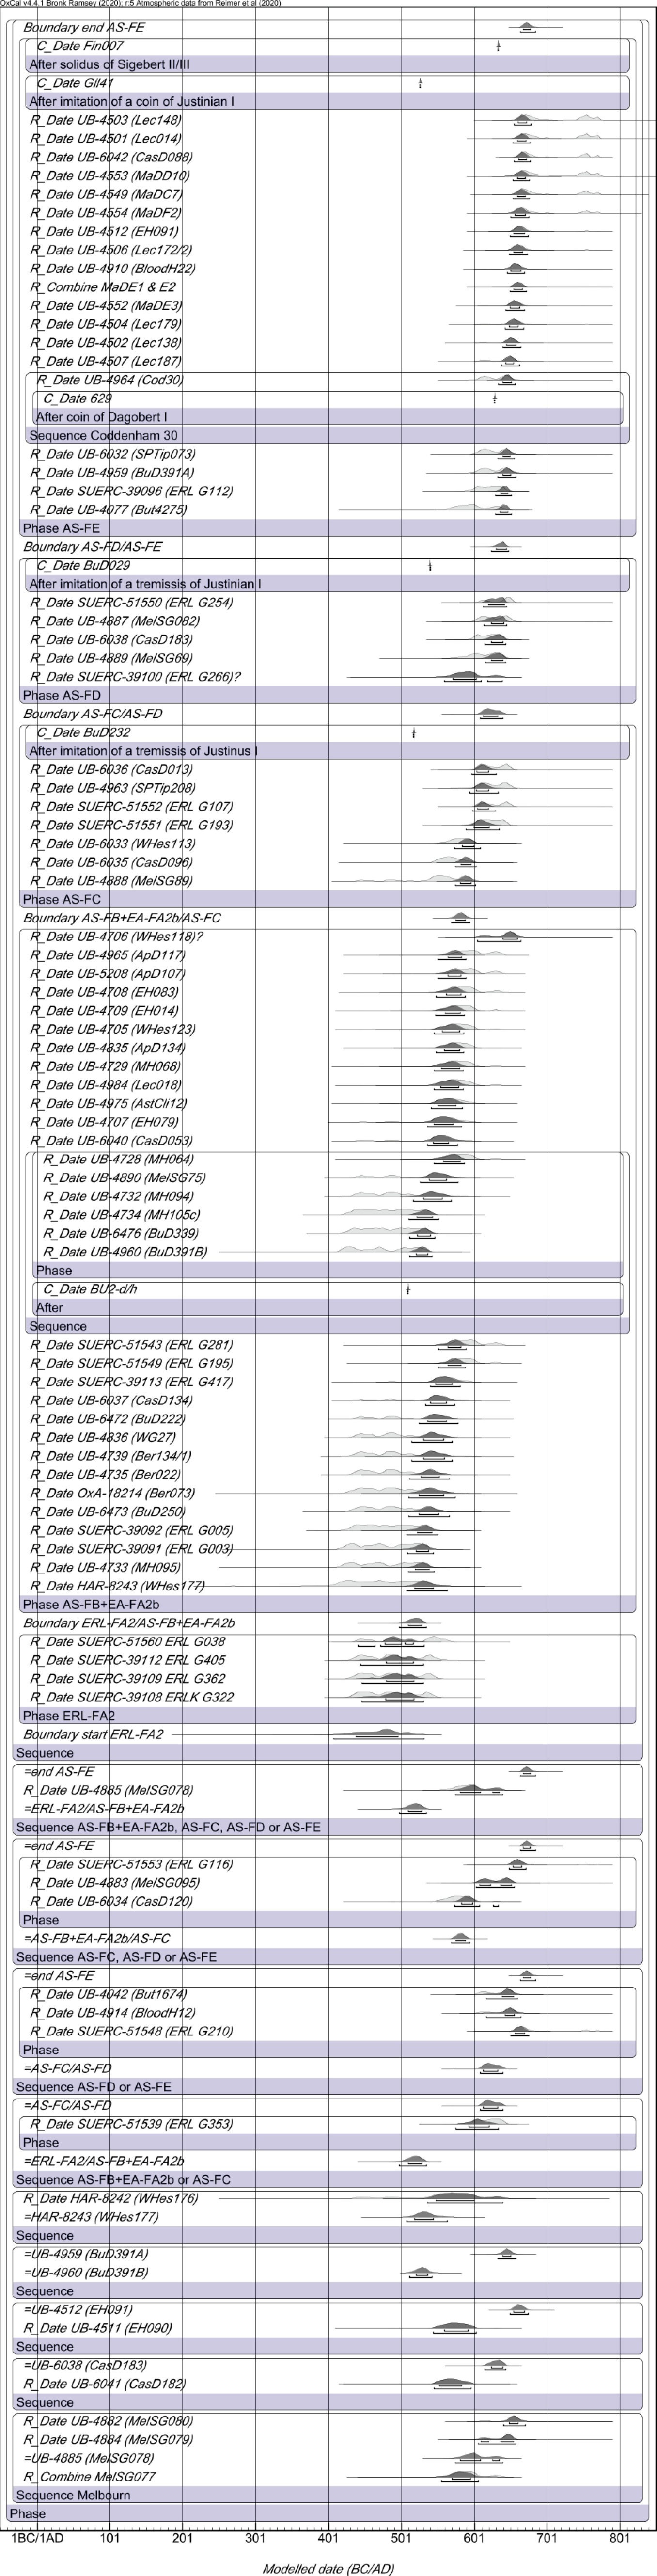 OxCal v4.4.1 Bronk Ramsey (2020); r:5 Atmospheric data from Reimer et al (2020)
Boundary end AS-FE
C_Date Fin007
After solidus of Sigebert II/III
C_Date Gil41
After imitation of a coin of Justinian I
R_Date UB-4503 (Lec148)
R_Date UB-4501 (Lec014)
R_Date UB-6042 (CasD088)
R_Date UB-4553 (MaDD10)
R_Date UB-4549 (MaDC7)
R_Date UB-4554 (MaDF2)
R_Date UB-4512 (EH091)
R_Date UB-4506 (Lec172/2)
R_Date UB-4910 (BloodH22)
R_Combine MaDE1 & E2
R_Date UB-4552 (MaDE3)
R_Date UB-4504 (Lec179)
R_Date UB-4502 (Lec138)
R_Date UB-4507 (Lec187)
R_Date UB-4964 (Cod30)
C_Date 629
After coin of Dagobert I
Sequence Coddenham 30
R_Date UB-6032 (SPTip073)
R_Date UB-4959 (BuD391A)
R_Date SUERC-39096 (ERL G112)
R_Date UB-4077 (But4275)
Phase AS-FE
Boundary AS-FD/AS-FE
C_Date BuD029
After imitation of a tremissis of Justinian I
R_Date SUERC-51550 (ERL G254)
R_Date UB-4887 (MelSG082)
R_Date UB-6038 (CasD183)
R_Date UB-4889 (MelSG69)
R_Date SUERC-39100 (ERL G266)?
Phase AS-FD
Boundary AS-FC/AS-FD
C_Date BuD232
After imitation of a tremissis of Justinus I
R_Date UB-6036 (CasD013)
R_Date UB-4963 (SPTip208)
R_Date SUERC-51552 (ERL G107)
R_Date SUERC-51551 (ERL G193)
R_Date UB-6033 (WHes113)
R_Date UB-6035 (CasD096)
R_Date UB-4888 (MelSG89)
Phase AS-FC
Boundary AS-FB+EA-FA2b/AS-FC
R_Date UB-4706 (WHes118)?
R_Date UB-4965 (ApD117)
R_Date UB-5208 (ApD107)
R_Date UB-4708 (EH083)
R_Date UB-4709 (EH014)
R_Date UB-4705 (WHes123)
R_Date UB-4835 (ApD134)
R_Date UB-4729 (MH068)
R_Date UB-4984 (Lec018)
R_Date UB-4975 (AstCli12)
R_Date UB-4707 (EH079)
R_Date UB-6040 (CasD053)
R_Date UB-4728 (MH064)
R_Date UB-4890 (MelSG75)
R_Date UB-4732 (MH094)
R_Date UB-4734 (MH105c)
R_Date UB-6476 (BuD339)
R_Date UB-4960 (BuD391B)
Phase
C_Date BU2-d/h
After
Sequence
R_Date SUERC-51543 (ERL G281)
R_Date SUERC-51549 (ERL G195)
R_Date SUERC-39113 (ERL G417)
R_Date UB-6037 (CasD134)
R_Date UB-6472 (BuD222)
R_Date UB-4836 (WG27)
R_Date UB-4739 (Ber134/1)
R_Date UB-4735 (Ber022)
R_Date OxA-18214 (Ber073)
R_Date UB-6473 (BuD250)
R_Date SUERC-39092 (ERL G005)
R_Date SUERC-39091 (ERL G003)
R_Date UB-4733 (MH095)
R_Date HAR-8243 (WHes177)
Phase AS-FB+EA-FA2b
Boundary ERL-FA2/AS-FB+EA-FA2b
R_Date SUERC-51560 ERL G038
R_Date SUERC-39112 ERL G405
R_Date SUERC-39109 ERL G362
R_Date SUERC-39108 ERLK G322
Phase ERL-FA2
Boundary start ERL-FA2
Sequence
=end AS-FE
R_Date UB-4885 (MelSG078)
=ERL-FA2/AS-FB+EA-FA2b
Sequence AS-FB+EA-FA2b, AS-FC, AS-FD or AS-FE
=end AS-FE
R_Date SUERC-51553 (ERL G116)
R_Date UB-4883 (MelSG095)
R_Date UB-6034 (CasD120)
Phase
=AS-FB+EA-FA2b/AS-FC
Sequence AS-FC, AS-FD or AS-FE
=end AS-FE
R_Date UB-4042 (But1674)
R_Date UB-4914 (BloodH12)
R_Date SUERC-51548 (ERL G210)
Phase
=AS-FC/AS-FD
Sequence AS-FD or AS-FE
=AS-FC/AS-FD
R_Date SUERC-51539 (ERL G353)
Phase
=ERL-FA2/AS-FB+EA-FA2b
Sequence AS-FB+EA-FA2b or AS-FC
R_Date HAR-8242 (WHes176)
=HAR-8243 (WHes177)
Sequence
=UB-4959 (BuD391A)
=UB-4960 (BuD391B)
Sequence
=UB-4512 (EH091)
R_Date UB-4511 (EH090)
Sequence
=UB-6038 (CasD183)
R_Date UB-6041 (CasD182)
Sequence
R_Date UB-4882 (MelSG080)
R_Date UB-4884 (MelSG079)
=UB-4885 (MelSG078)
R_Combine MelSG077
Sequence Melbourn
Phase
1BC/1AD 101 201 301 401 501 601 701 801
Modelled date (BC/AD)